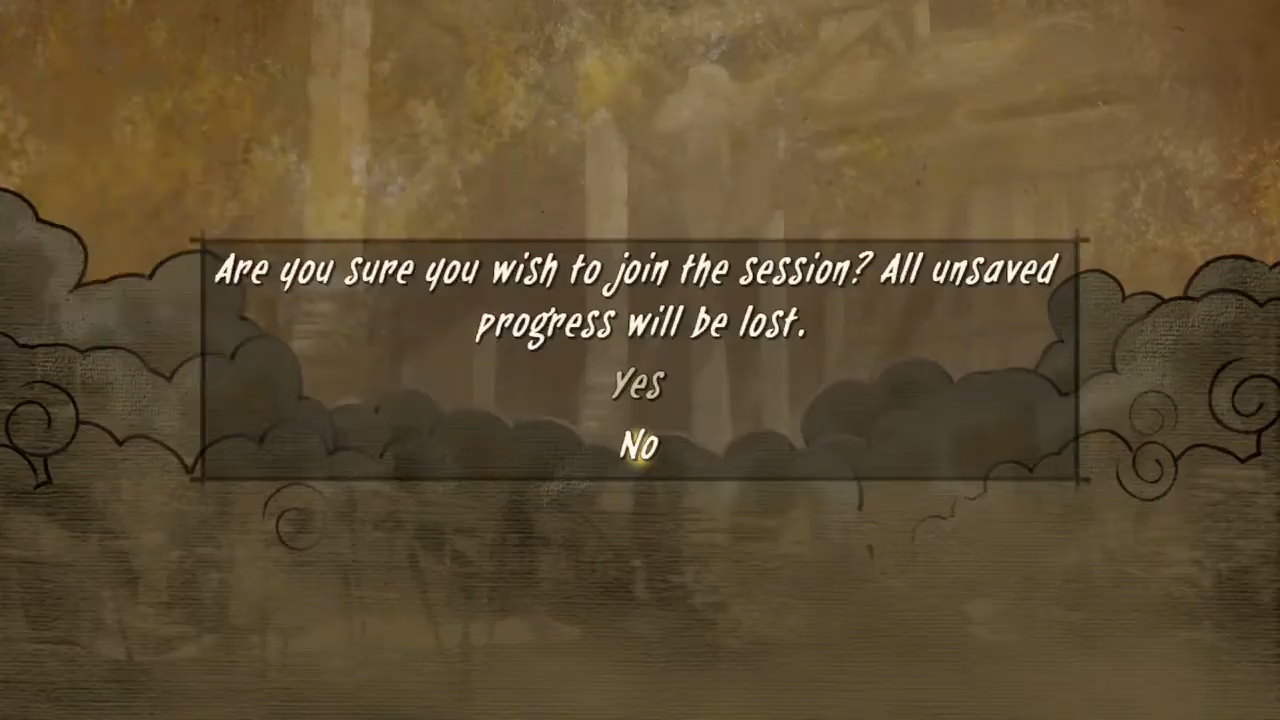 Are you sure you wish to join the session? All unsaved
progress will be lost.
Yes
No